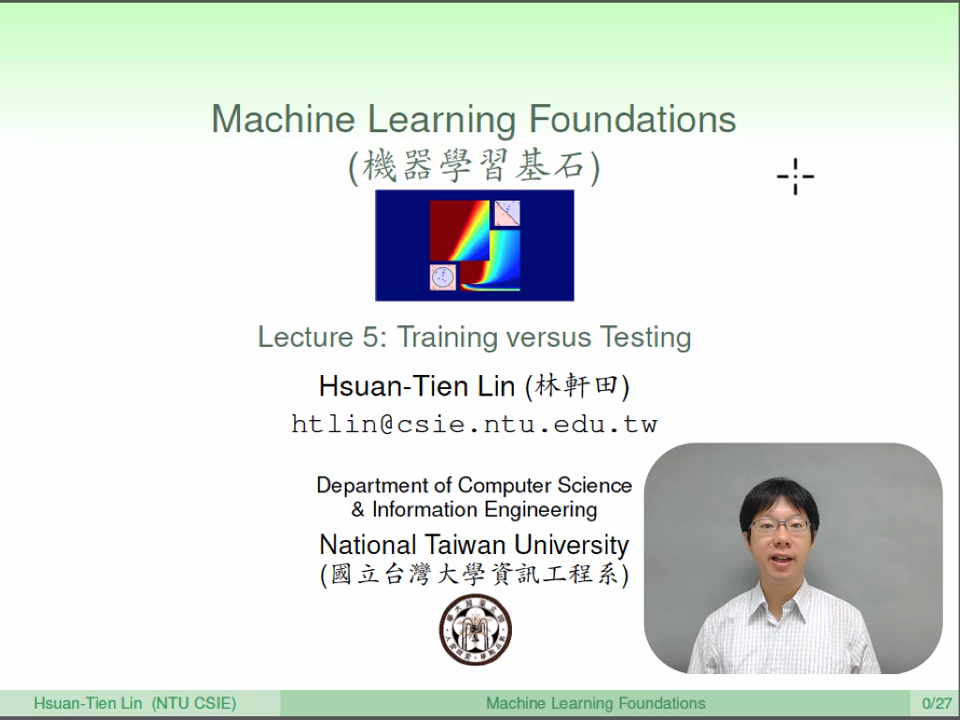 Machine Learning Foundations
(機器學習基石)
Lecture 5: Training versus Testing
Hsuan-Tien Lin (林軒田)
htlin@csie.ntu.edu.tw
Department of Computer Science
& Information Engineering
National Taiwan University
(國立台灣大學資訊工程系)
Hsuan-Tien Lin (NTU CSIE)
Machine Learning Foundations
0/27